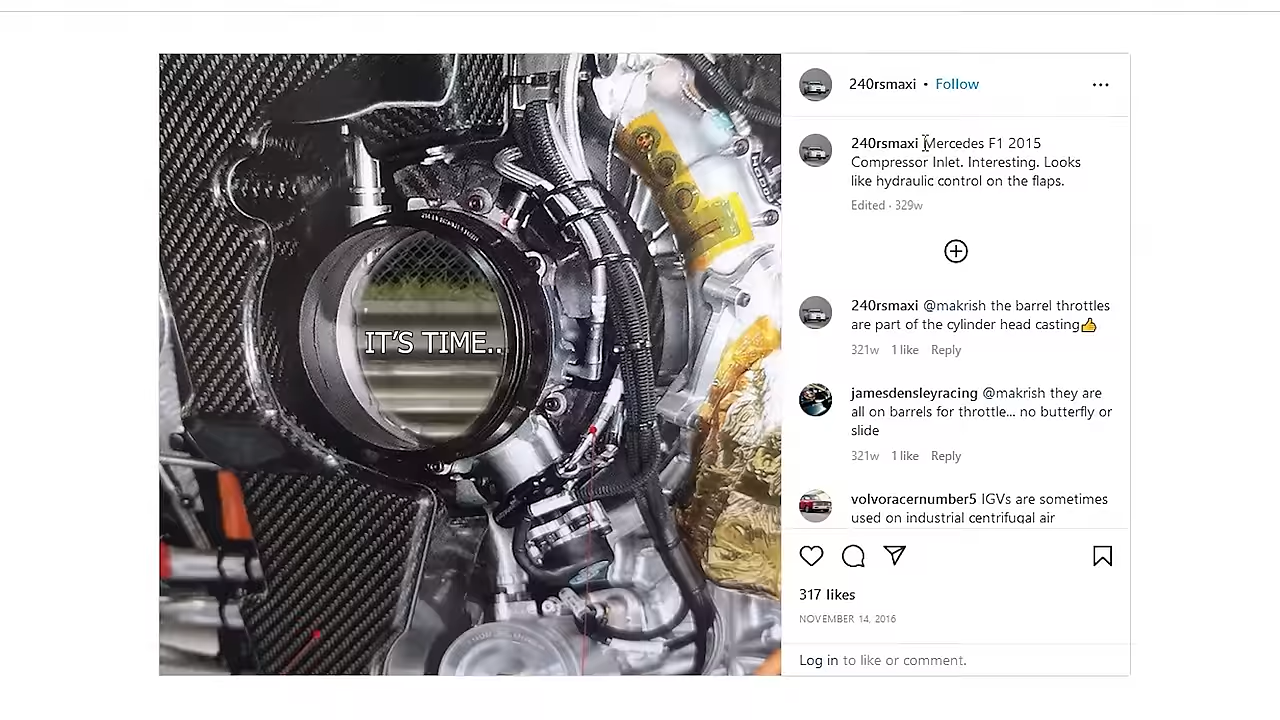 240rsmaxi • Follow
240rsmaxi Mercedes F1 2015
Compressor Inlet. Interesting. Looks
like hydraulic control on the flaps.
Edited · 329w
240rsmaxi @makrish the barrel throttles
are part of the cylinder head casting👍
321w 1 like Reply
jamesdensleyracing @makrish they are
all on barrels for throttle... no butterfly or
slide
321w 1 like Reply
volvoracernumber5 IGVs are sometimes
used on industrial centrifugal air
317 likes
NOVEMBER 14, 2016
Log in to like or comment.
IT'S TIME..